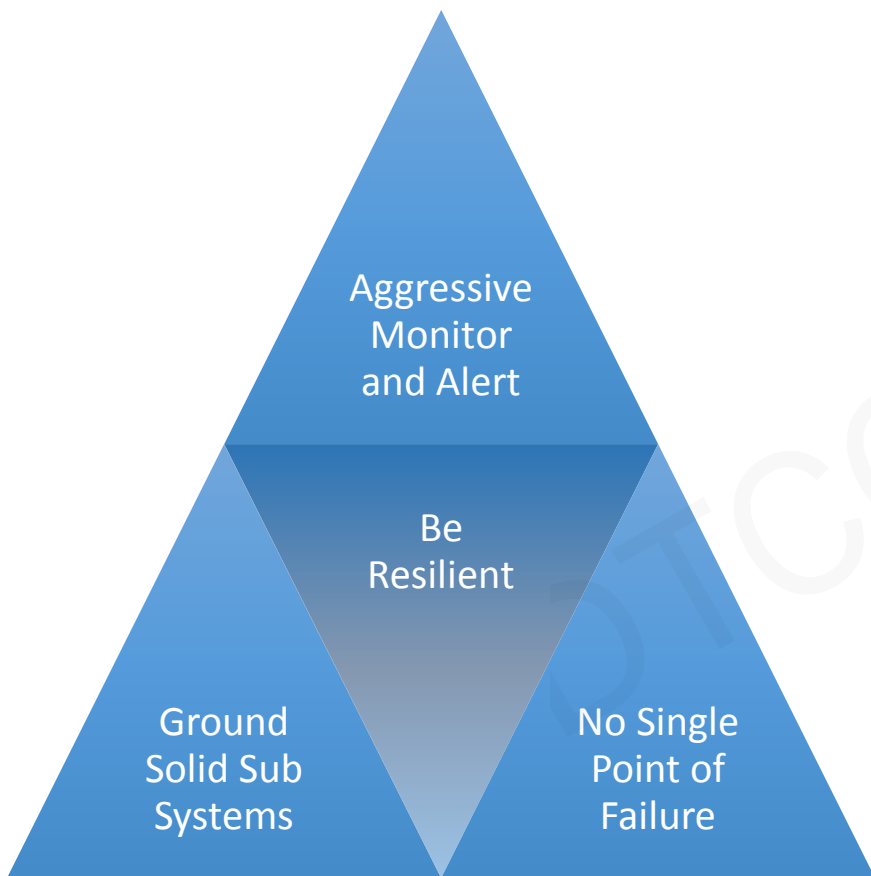 Aggressive
Monitor
and Alert
Be
Resilient
Ground
Solid Sub
Systems
No Single
Point of
Failure